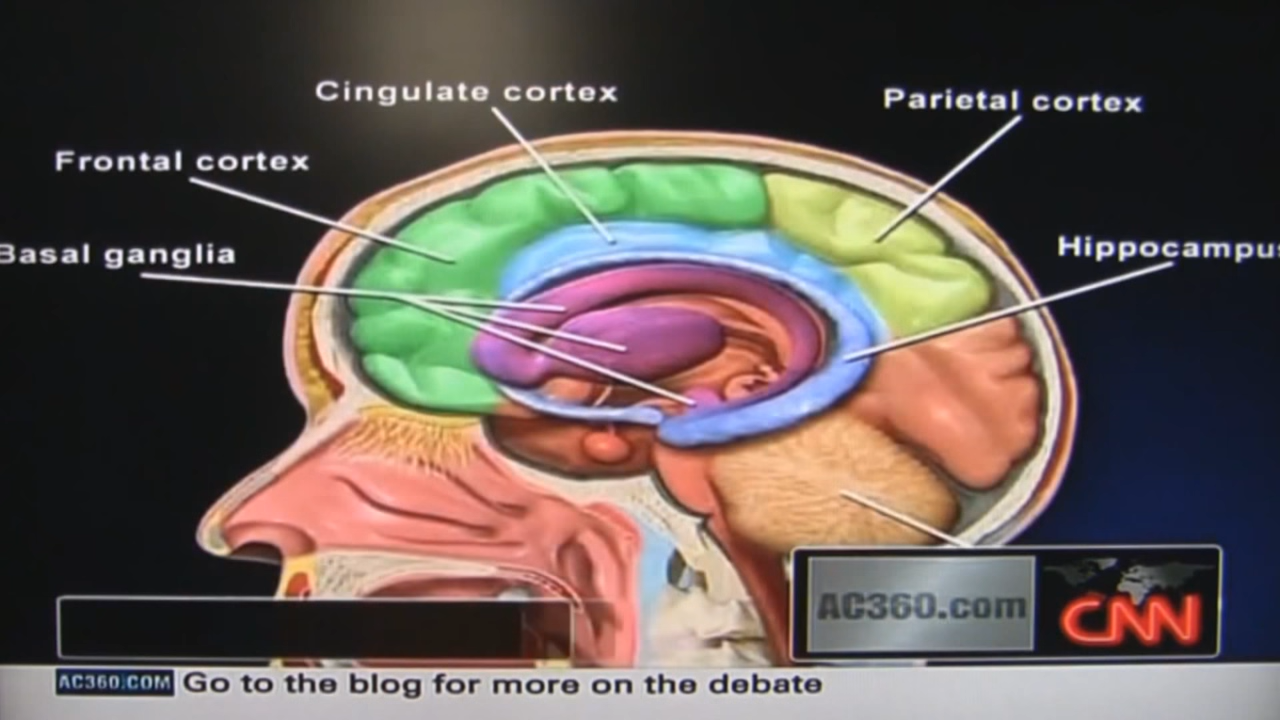 Cingulate cortex
Parietal cortex
Frontal cortex
Basal ganglia
Hippocampus
AC360.com
CNN
AC360.COM Go to the blog for more on the debate